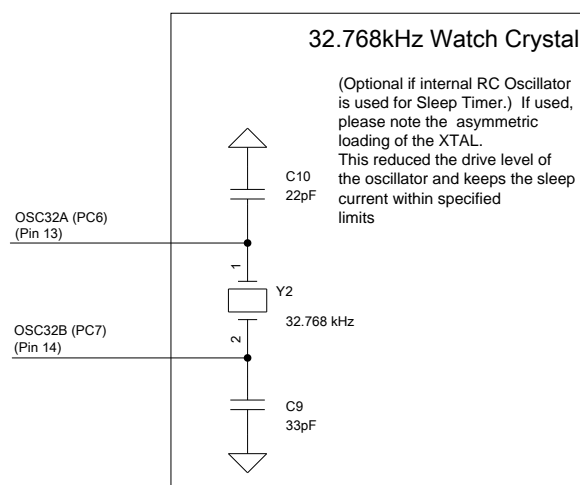 32.768kHz Watch Crystal
(Optional if internal RC Oscillator
is used for Sleep Timer.) If used,
please note the asymmetric
loading of the XTAL.
This reduced the drive level of
the oscillator and keeps the sleep
current within specified
limits
C10
22pF
OSC32A (PC6)
(Pin 13)
1
Y2
32.768 kHz
2
OSC32B (PC7)
(Pin 14)
C9
33pF